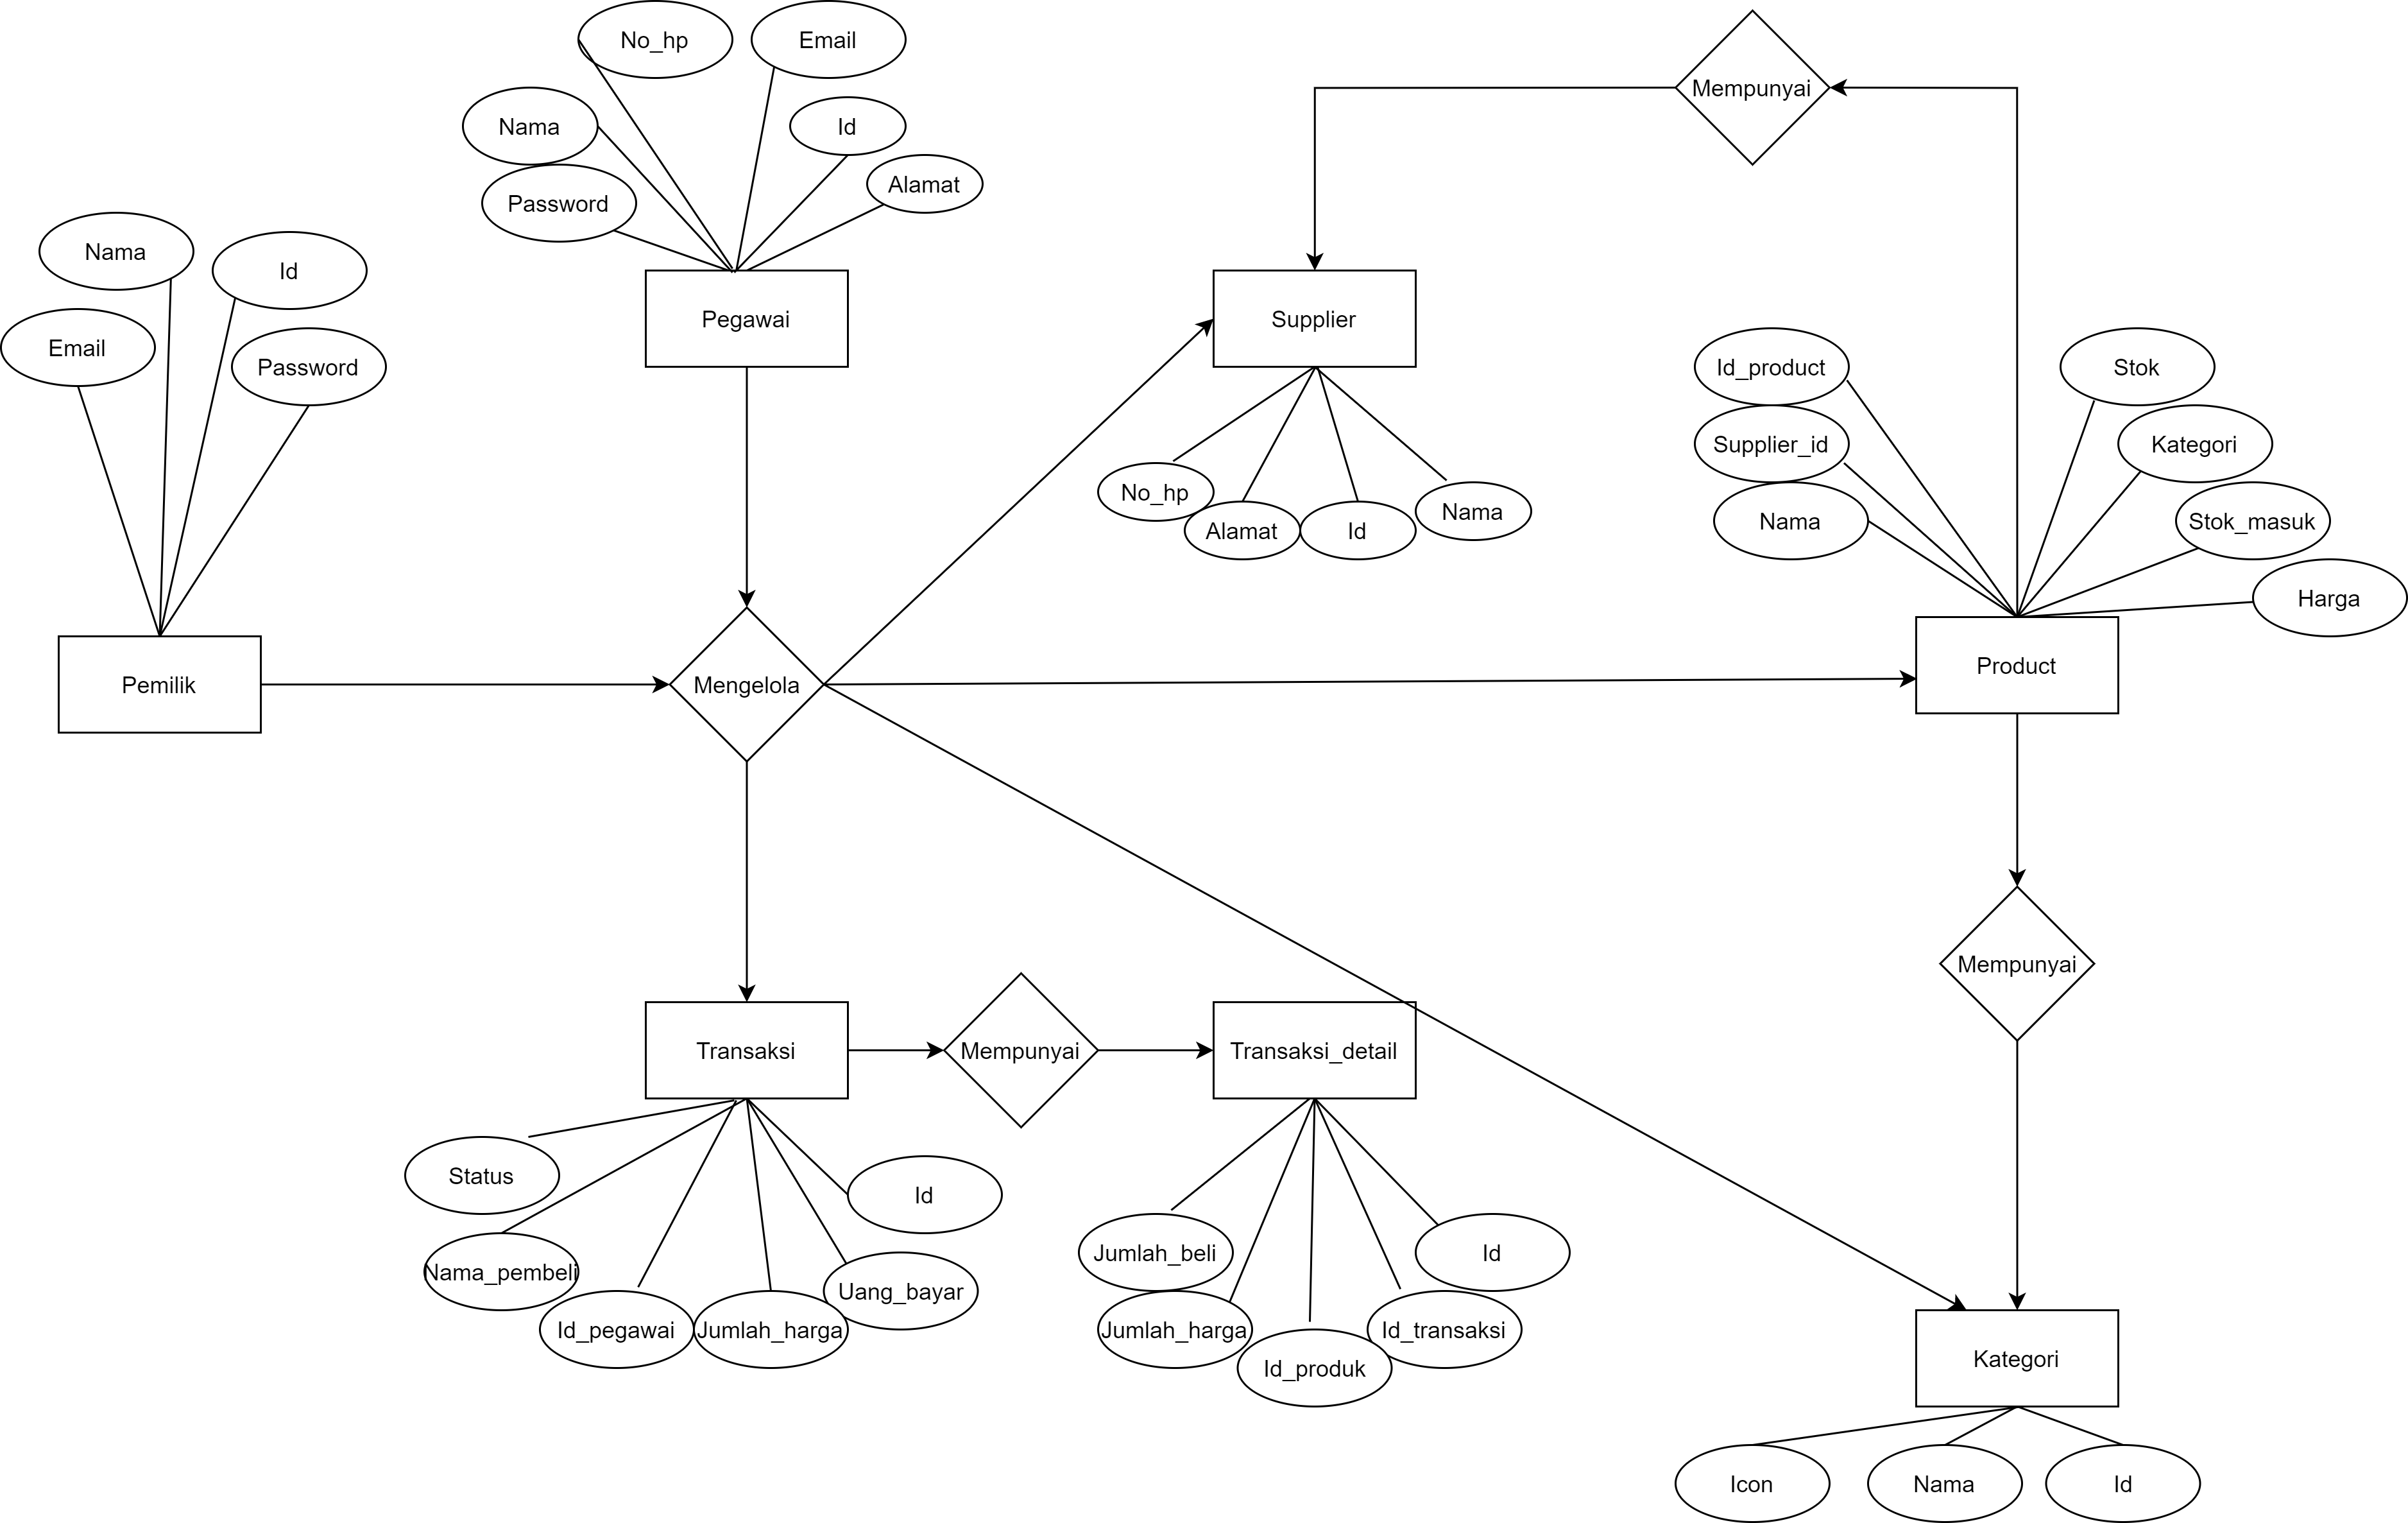 No_hp
Email
Mempunyai
Nama
Id
Alamat
Password
Nama
Id
Email
Password
Pegawai
Supplier
Id_product
Stok
Supplier_id
Kategori
No_hp
Nama
Alamat
Id
Nama
Stok_masuk
Harga
Pemilik
Mengelola
Product
Mempunyai
Transaksi
Mempunyai
Transaksi_detail
Status
Id
Nama_pembeli
Uang_bayar
Id_pegawai
Jumlah_harga
Jumlah_beli
Id
Jumlah_harga
Id_transaksi
Id_produk
Kategori
Icon
Nama
Id